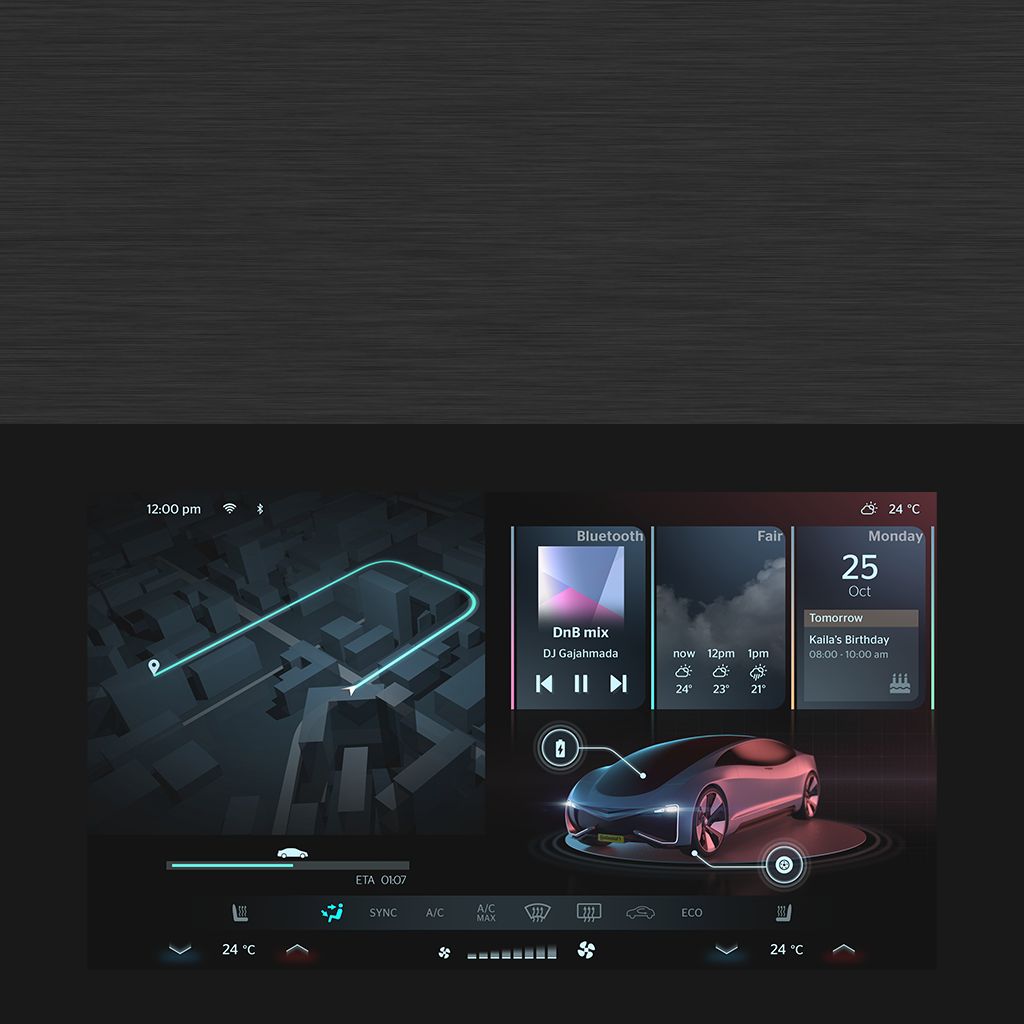 12:00 pm
24 °C
Bluetooth
DnB mix
DJ Gajahmada
Fair
now 12pm 1pm
24° 23° 21°
Monday
25
Oct
Tomorrow
Kaila's Birthday
08:00 - 10:00 am
ETA 01:07
SYNC
A/C
A/C
MAX
ECO
24 °C
24 °C